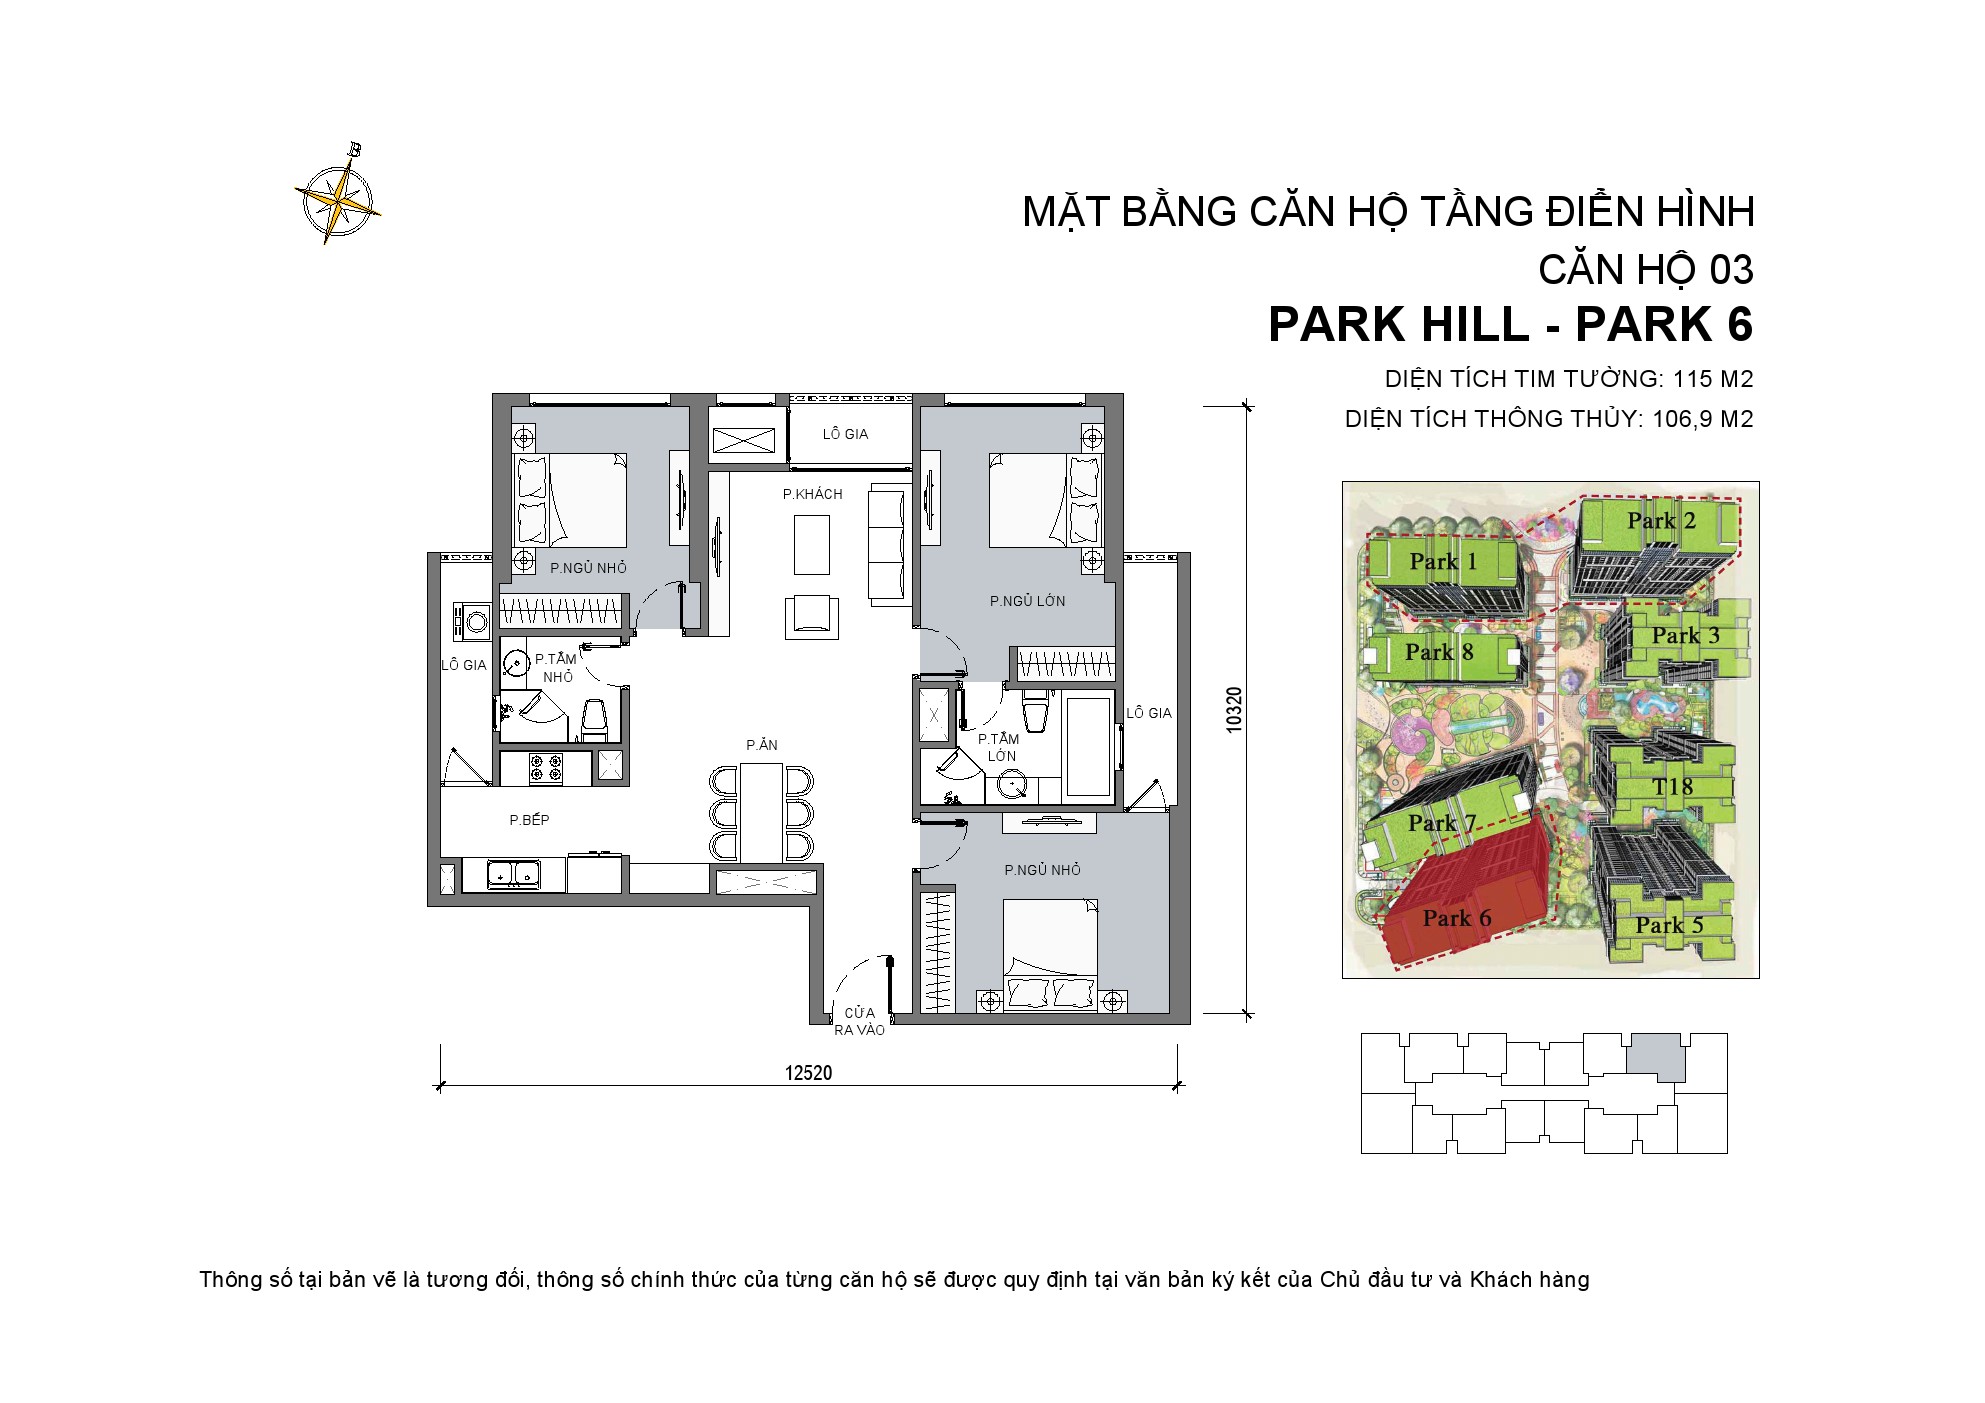 B
MẶT BẰNG CĂN HỘ TẦNG ĐIỂN HÌNH
CĂN HỘ 03
PARK HILL - PARK 6
DIỆN TÍCH TIM TƯỜNG: 115 M2
DIỆN TÍCH THÔNG THỦY: 106,9 M2
LÔ GIA
P.KHÁCH
P.NGỦ NHỎ
P.NGỦ LỚN
LÔ GIA
P.TẮM
NHỎ
LÔ GIA
P.TẮM
LỚN
P.ĂN
P.BẾP
P.NGỦ NHỎ
CỬA
RA VÀO
10320
12520
Park 2
Park 1
Park 3
Park 8
T18
Park 7
Park 6
Park 5
Thông số tại bản vẽ là tương đối, thông số chính thức của từng căn hộ sẽ được quy định tại văn bản ký kết của Chủ đầu tư và Khách hàng